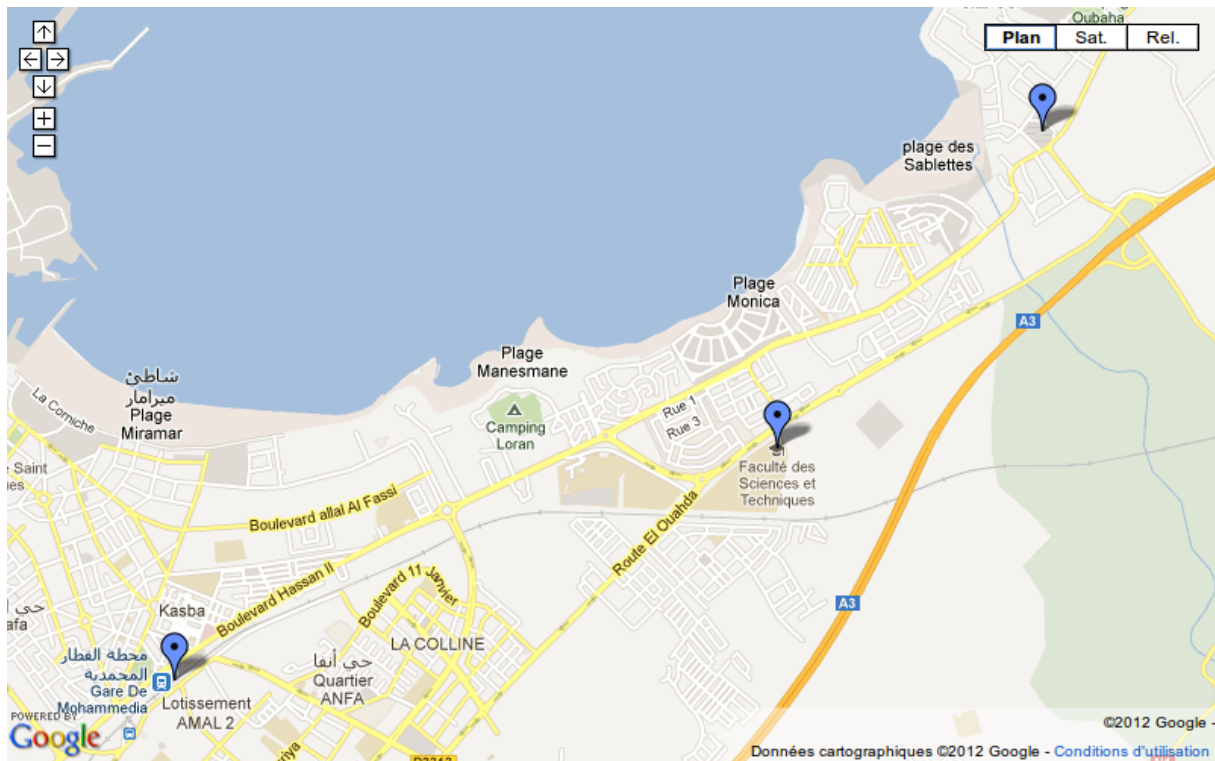 Oubaha
Plan
Sat.
Rel.
plage des
Sablettes
Plage
Monica
A3
Plage
Manesmane
شاطئ
ميرامار
Plage
Miramar
La Corniche
Camping
Loran
Rue 1
Rue 3
Saint
Faculté des
Sciences et
Techniques
Boulevard allal Al Fassi
Route El Ouahda
Boulevard Hassan II
Boulevard 11 Janvier
A3
حي
afa
Kasba
LA COLLINE
محطة القطار
المحمدية
Gare De
Mohammedia
حي أنفا
Quartier
ANFA
Lotissement
AMAL 2
POWERED BY
Google
©2012 Google -
Données cartographiques ©2012 Google - Conditions d'utilisation